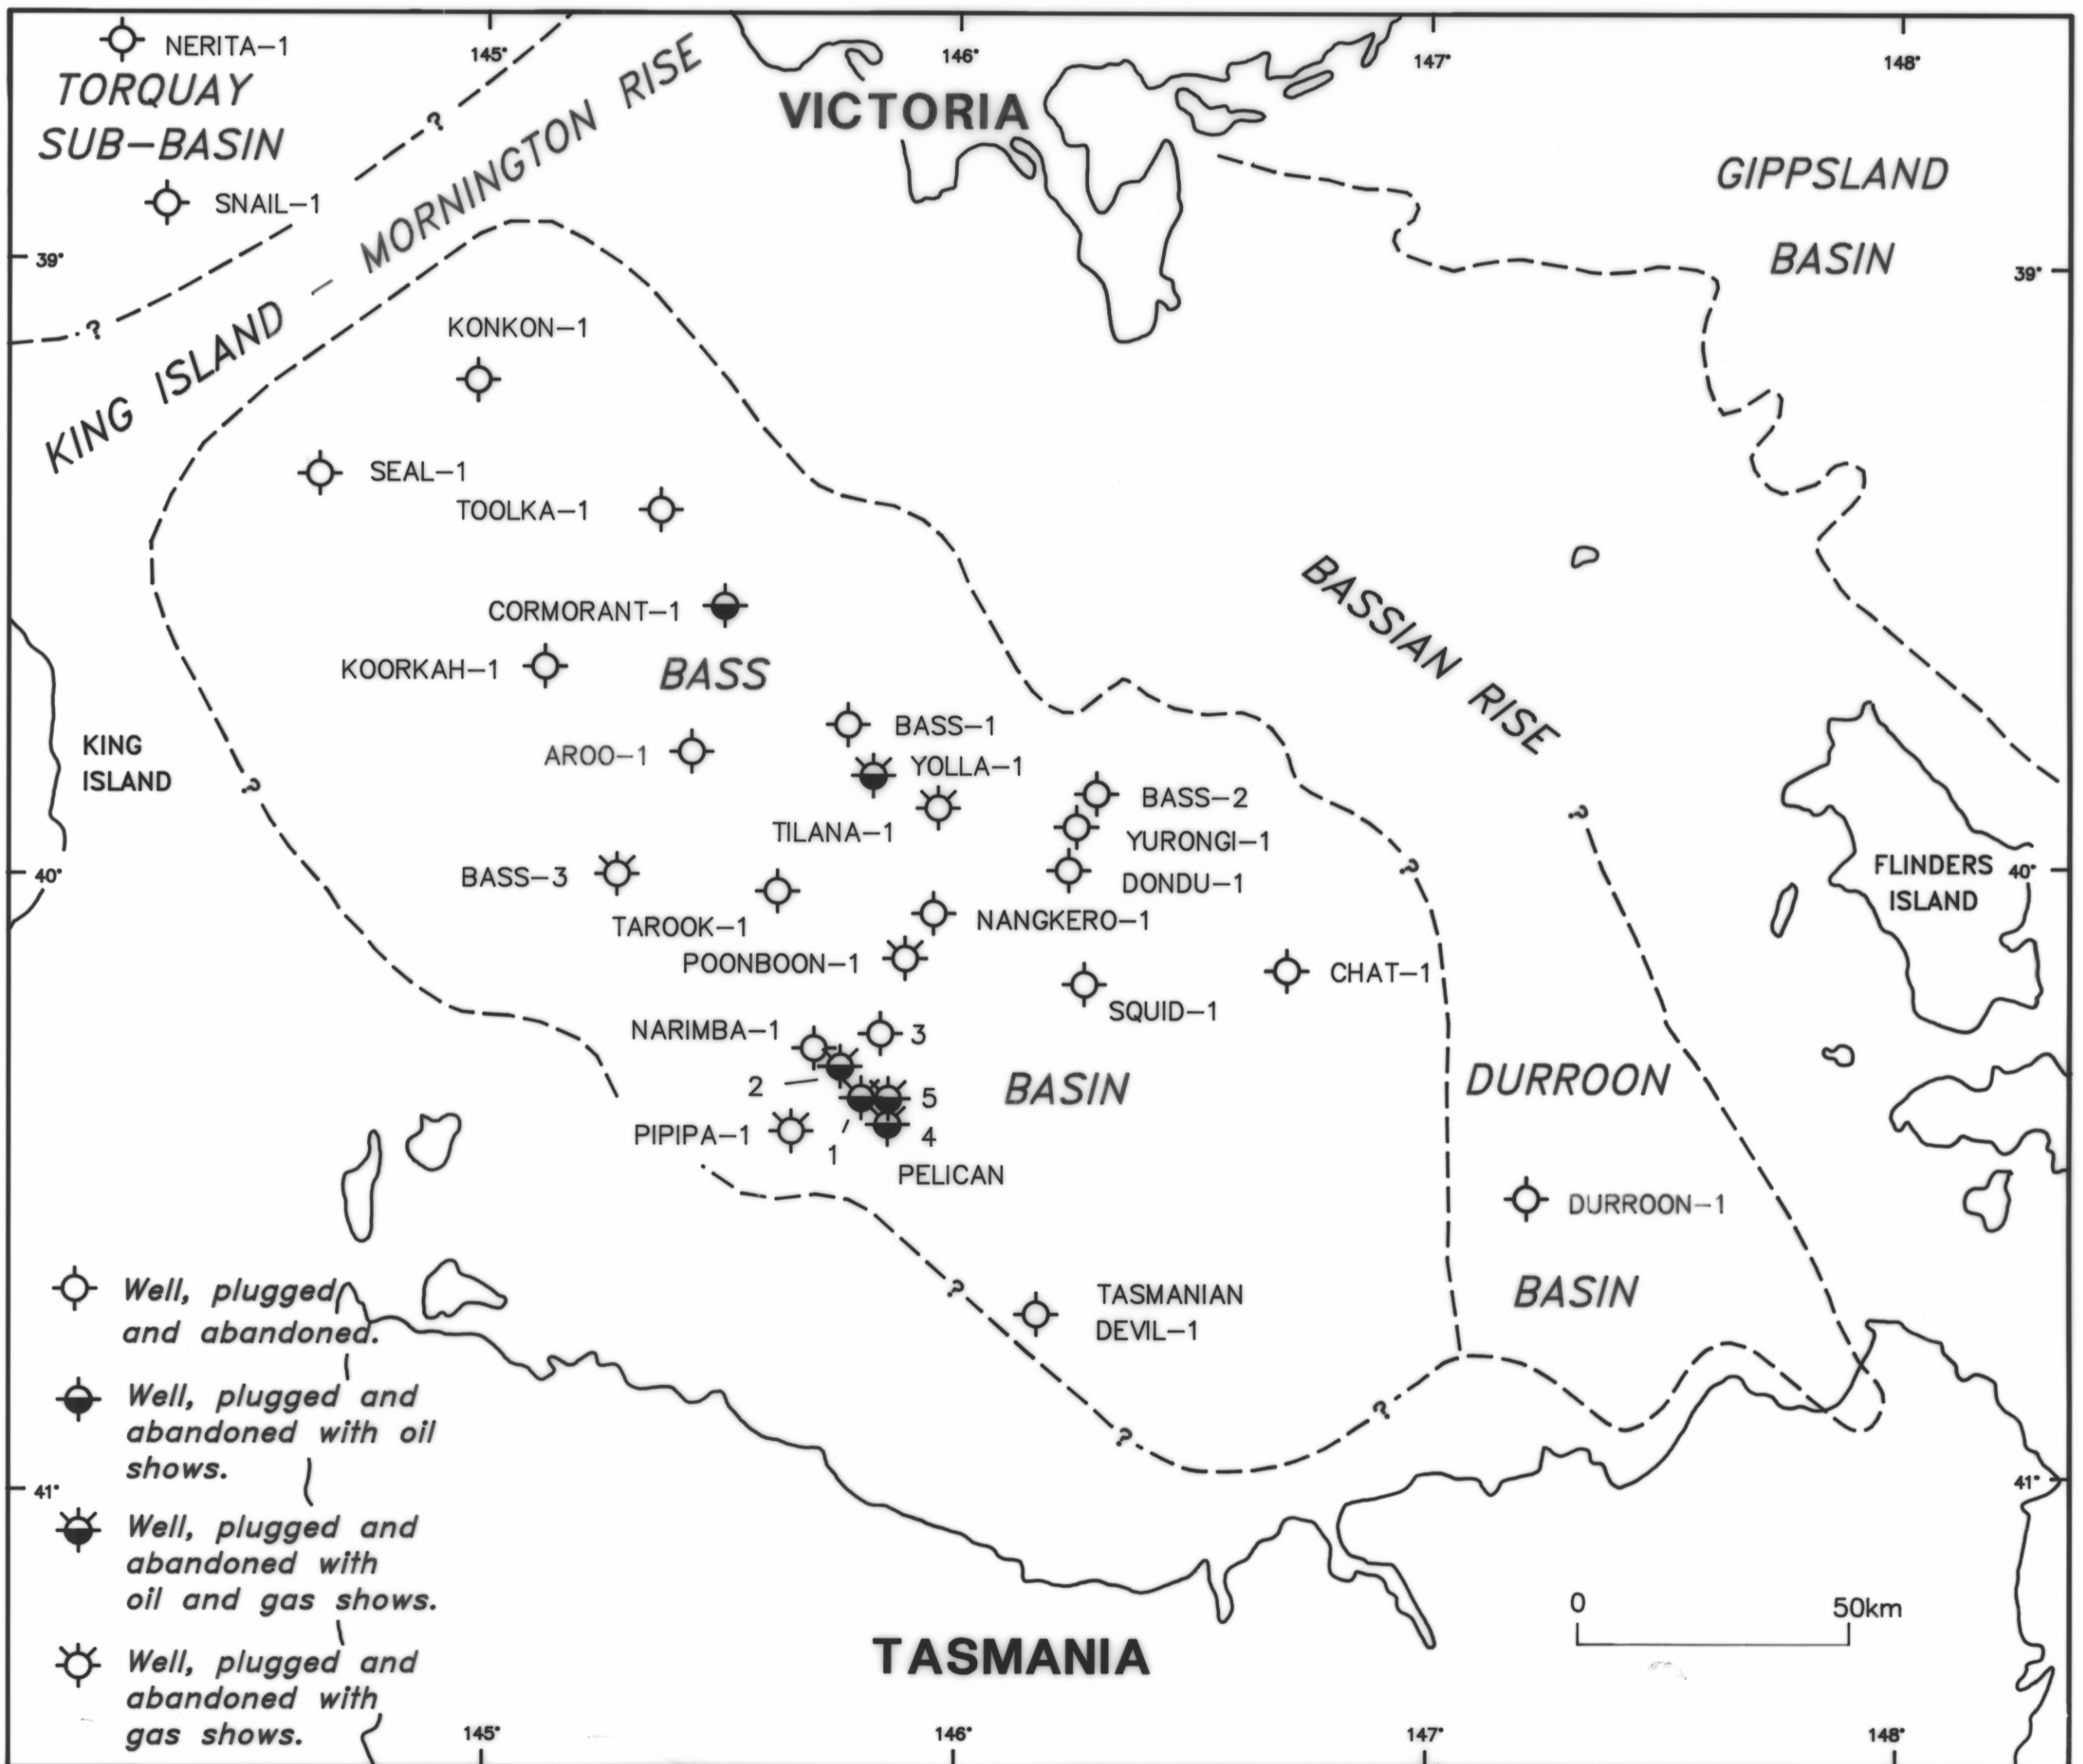 NERITA-1
145°
146°
147°
148°
TORQUAY
SUB-BASIN
KING ISLAND - MORNINGTON RISE
VICTORIA
GIPPSLAND
BASIN
SNAIL-1
39°
39°
?
?
KONKON-1
SEAL-1
TOOLKA-1
CORMORANT-1
BASSIAN RISE
KOORKAH-1
BASS
BASS-1
KING
ISLAND
AROO-1
YOLLA-1
?
BASS-2
?
TILANA-1
YURONGI-1
BASS-3
40°
DONDU-1
?
FLINDERS
ISLAND
40°
TAROOK-1
NANGKERO-1
POONBOON-1
CHAT-1
SQUID-1
NARIMBA-1
3
2
BASIN
DURROON
5
PIPIPA-1
1
4
PELICAN
DURROON-1
BASIN
?
TASMANIAN
DEVIL-1
?
?
Well, plugged
and abandoned.
Well, plugged and
abandoned with oil
shows.
41°
41°
Well, plugged and
abandoned with
oil and gas shows.
0
50km
Well, plugged and
abandoned with
gas shows.
TASMANIA
145°
146°
147°
148°